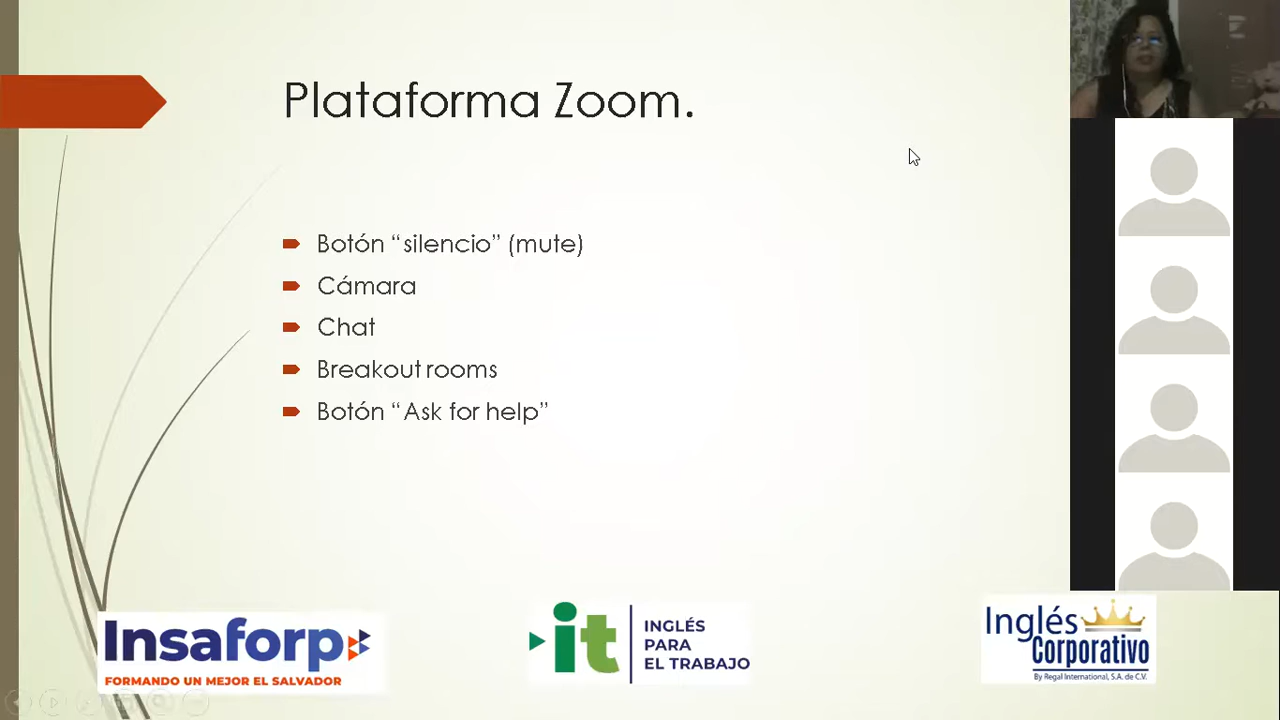 Plataforma Zoom.
Botón “silencio” (mute)
Cámara
Chat
Breakout rooms
Botón “Ask for help”
Insaforp
FORMANDO UN MEJOR EL SALVADOR
it
INGLÉS
PARA
EL TRABAJO
Inglés
Corporativo
By Regal International, S.A. de C.V.